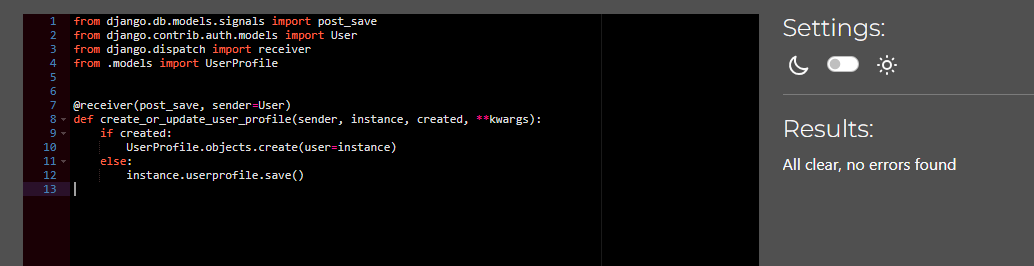 1 from django.db.models.signals import post_save
2 from django.contrib.auth.models import User
3 from django.dispatch import receiver
4 from .models import UserProfile
5
6
7 @receiver(post_save, sender=User)
8 def create_or_update_user_profile(sender, instance, created, **kwargs):
9     if created:
10         UserProfile.objects.create(user=instance)
11     else:
12         instance.userprofile.save()
13
Settings:
Results:
All clear, no errors found